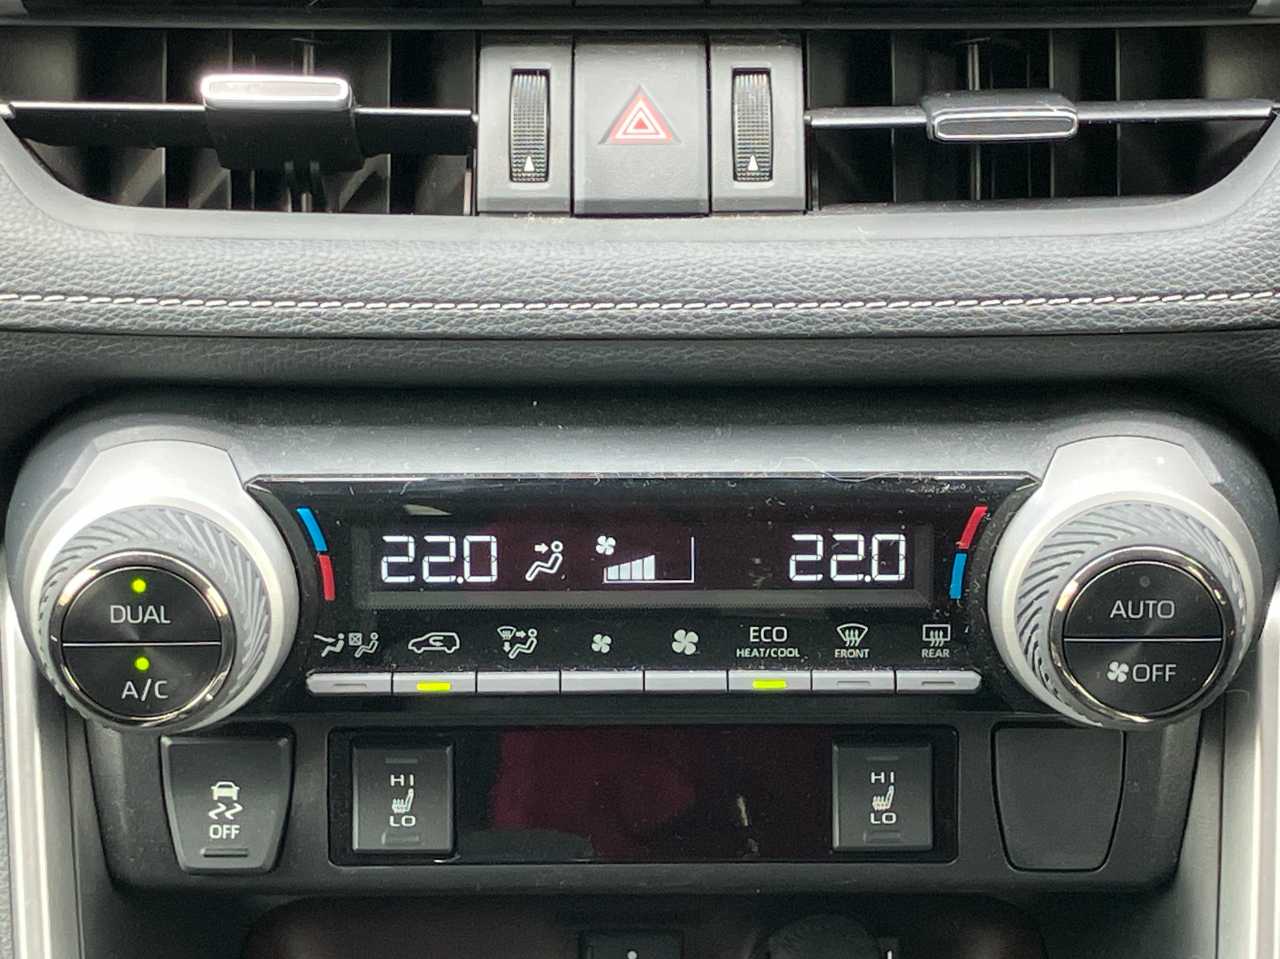 22.0 22.0
DUAL
A/C
ECO
HEAT/COOL
FRONT
REAR
AUTO
OFF
OFF
HI
LO
HI
LO